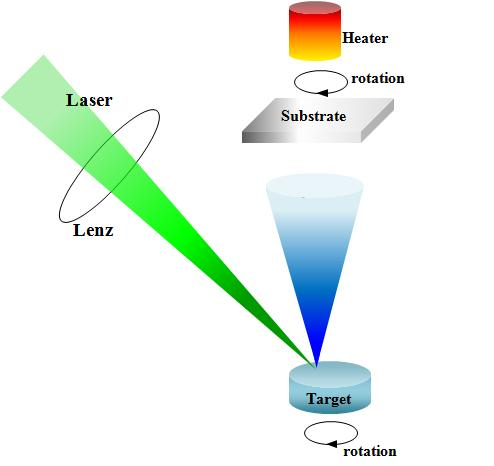 Heater
rotation
Laser
Substrate
Lenz
Target
rotation